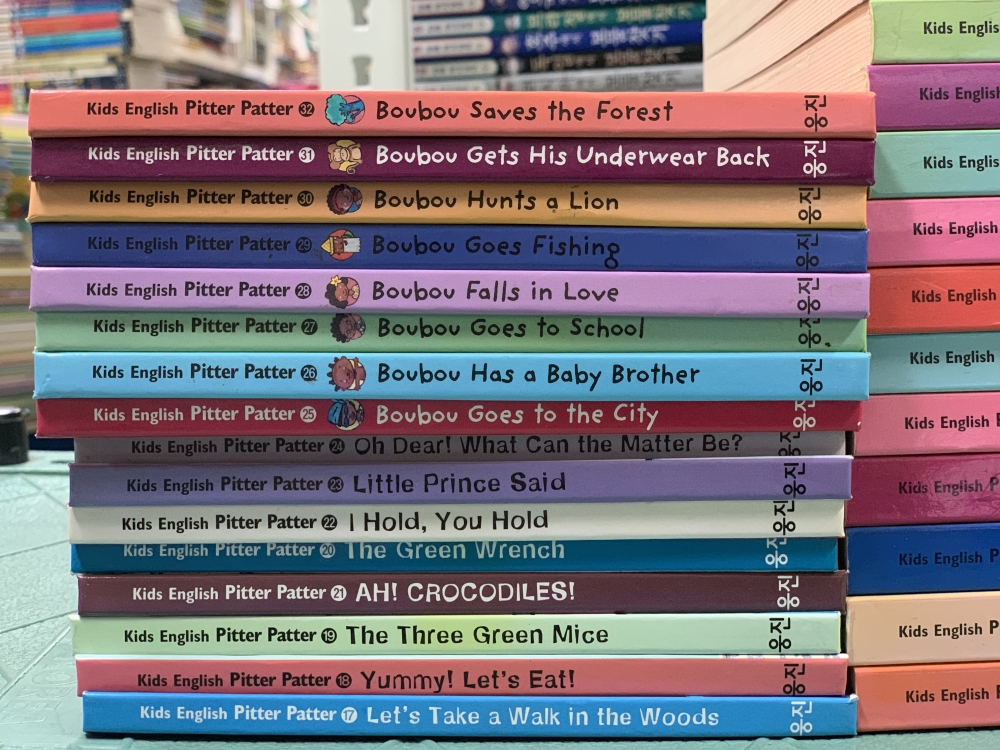 Kids English Pitter Patter 32 Boubou Saves the Forest 웅진
Kids English Pitter Patter 31 Boubou Gets His Underwear Back 웅진
Kids English Pitter Patter 30 Boubou Hunts a Lion 웅진
Kids English Pitter Patter 29 Boubou Goes Fishing 웅진
Kids English Pitter Patter 28 Boubou Falls in Love 웅진
Kids English Pitter Patter 27 Boubou Goes to School 웅진
Kids English Pitter Patter 26 Boubou Has a Baby Brother 웅진
Kids English Pitter Patter 25 Boubou Goes to the City 웅진
Kids English Pitter Patter 24 Oh Dear! What Can the Matter Be? 웅진
Kids English Pitter Patter 23 Little Prince Said 웅진
Kids English Pitter Patter 22 I Hold, You Hold 웅진
Kids English Pitter Patter 20 The Green Wrench 웅진
Kids English Pitter Patter 21 AH! CROCODILES! 웅진
Kids English Pitter Patter 19 The Three Green Mice 웅진
Kids English Pitter Patter 18 Yummy! Let's Eat! 웅진
Kids English Pitter Patter 17 Let's Take a Walk in the Woods 웅진
Kids Englis
Kids English
Kids Englis
Kids English
Kids English
Kids English
Kids English
Kids English P
Kids English P
Kids English P
Kids English